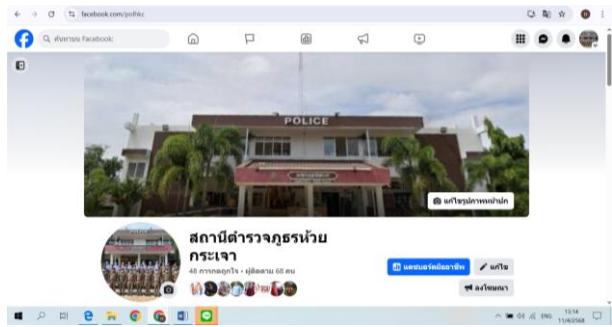 facebook.com/polhkc
ค้นหาบน Facebook
POLICE
แก้ไขรูปภาพหน้าปก
สถานีตำรวจภูธรห้วย
กระเจา
48 การกดถูกใจ • ผู้ติดตาม 68 คน
แดชบอร์ดมืออาชีพ
แก้ไข
ลงโฆษณา
ENG
13:14
11/4/2568